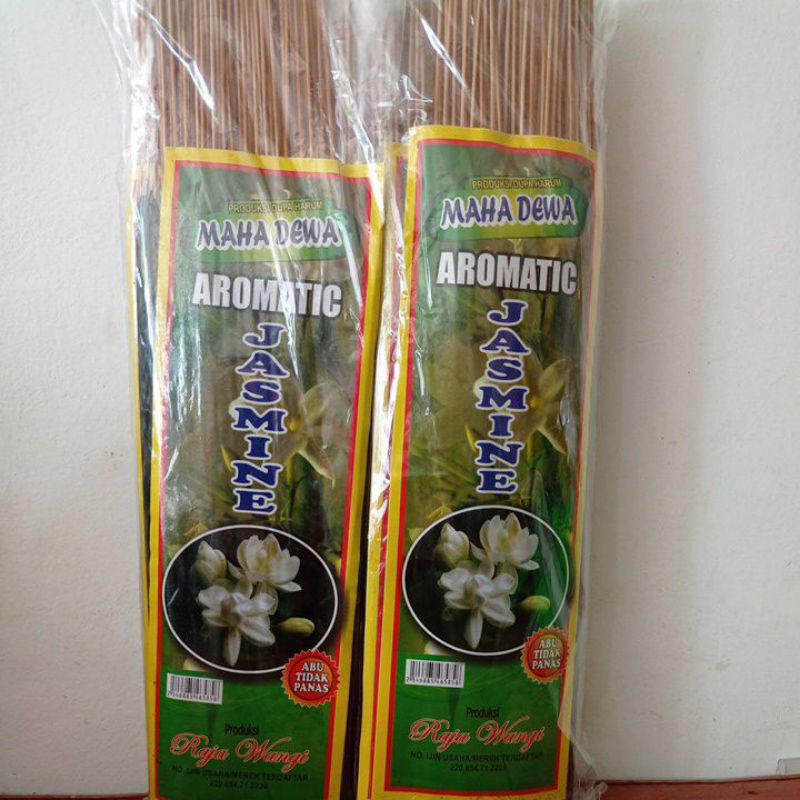 PRODUKSI DUPA HARUM
MAHA DEWA
AROMATIC
JASMINE
ABU
TIDAK
PANAS
Produksi
Raja Wangi
NO. IJIN USAHA/MEREK TERDAFTAR
PRODUKSI DUPA HARUM
MAHA DEWA
AROMATIC
JASMINE
ABU
TIDAK
PANAS
Produksi
Raja Wangi
NO. IJIN USAHA/MEREK TERDAFTAR